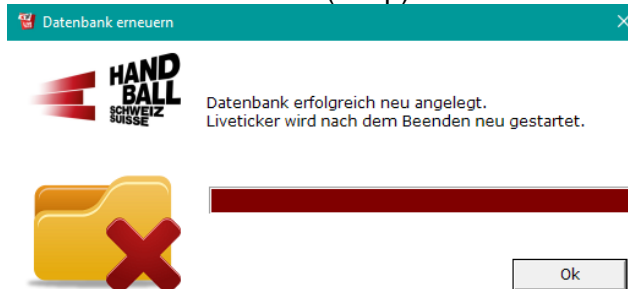 Datenbank erneuern
HAND
BALL
SCHWEIZ
SUISSE
Datenbank erfolgreich neu angelegt.
Liveticker wird nach dem Beenden neu gestartet.
Ok